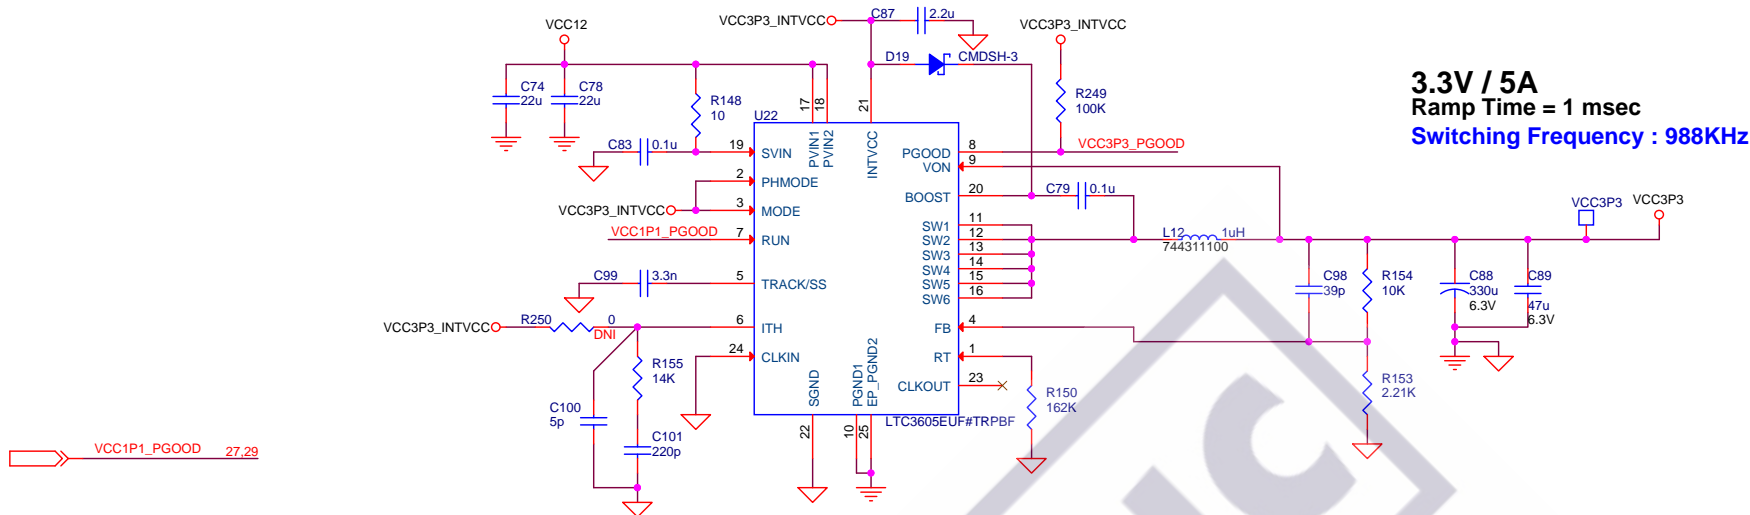 VCC3P3_INTVCC
C87
2.2u
VCC12
VCC3P3_INTVCC
D19
CMDSH-3
3.3V / 5A
Ramp Time = 1 msec
Switching Frequency : 988KHz
C74
22u
C78
22u
R148
10
17
18
21
R249
100K
U22
C83
0.1u
19
SVIN
PVIN1
PVIN2
INTVCC
PGOOD
8
VCC3P3_PGOOD
VON
9
2
PHMODE
BOOST
20
C79
0.1u
VCC3P3_INTVCC
3
MODE
VCC3P3
VCC3P3
VCC1P1_PGOOD
7
RUN
SW1
11
SW2
12
SW3
13
SW4
14
SW5
15
SW6
16
L12
1uH
744311100
C99
3.3n
5
TRACK/SS
C98
39p
R154
10K
C88
330u
6.3V
C89
47u
6.3V
VCC3P3_INTVCC
R250
0
DNI
6
ITH
FB
4
24
CLKIN
RT
1
R155
14K
CLKOUT
23
R150
162K
R153
2.21K
SGND
PGND1
EP_PGND2
C100
5p
22
10
25
LTC3605EUF#TRPBF
C101
220p
VCC1P1_PGOOD
27,29
IC